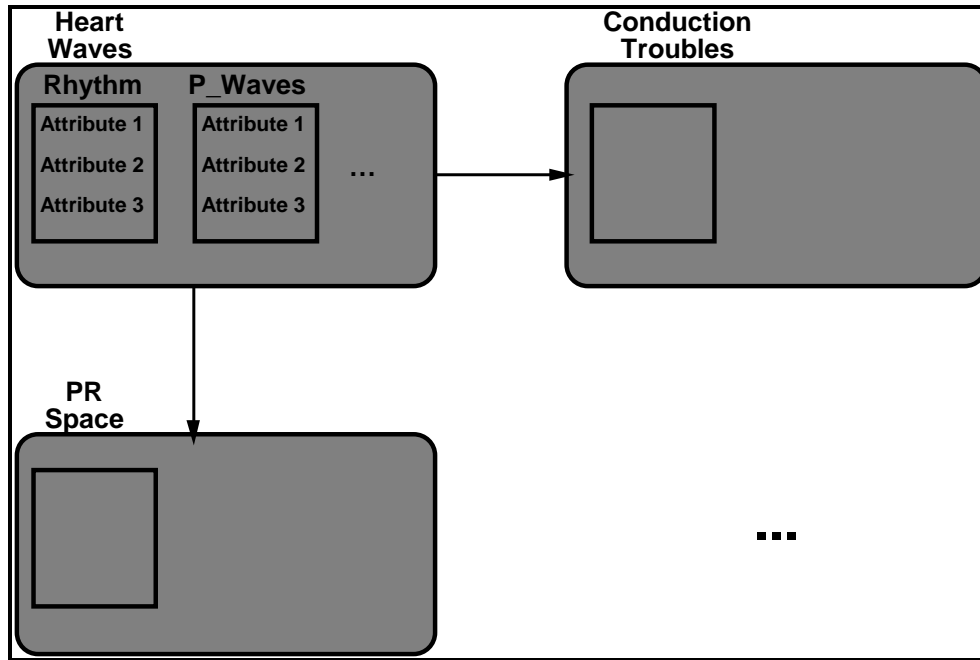 Heart
Waves
Conduction
Troubles
Rhythm
P_Waves
Attribute 1
Attribute 2
Attribute 3
Attribute 1
Attribute 2
Attribute 3
...
PR
Space
...